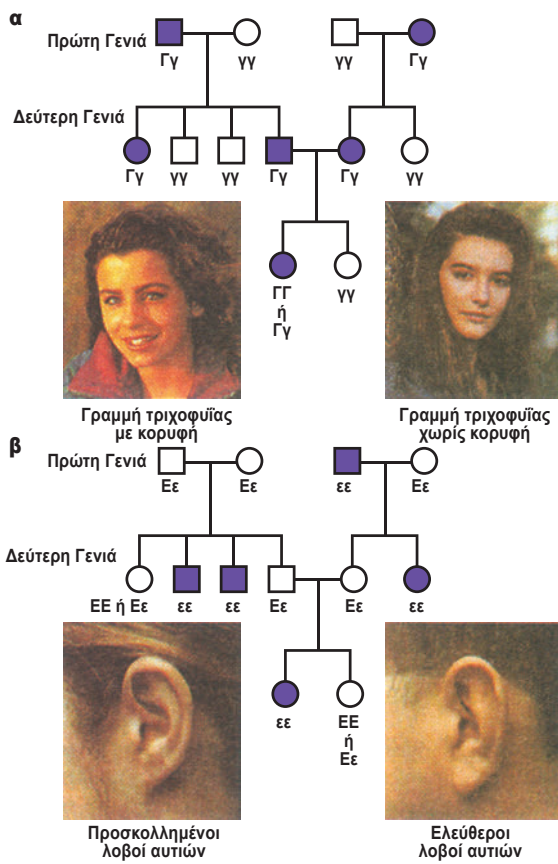 α
Πρώτη Γενιά
Γγ γγ γγ Γγ
Δεύτερη Γενιά
Γγ γγ γγ Γγ Γγ γγ
ΓΓ
ή
Γγ
γγ
Γραμμή τριχοφυΐας
με κορυφή
Γραμμή τριχοφυΐας
χωρίς κορυφή
β
Πρώτη Γενιά
Εε Εε εε Εε
Δεύτερη Γενιά
ΕΕ ή Εε εε εε Εε Εε εε
εε
ΕΕ
ή
Εε
Προσκολλημένοι
λοβοί αυτιών
Ελεύθεροι
λοβοί αυτιών